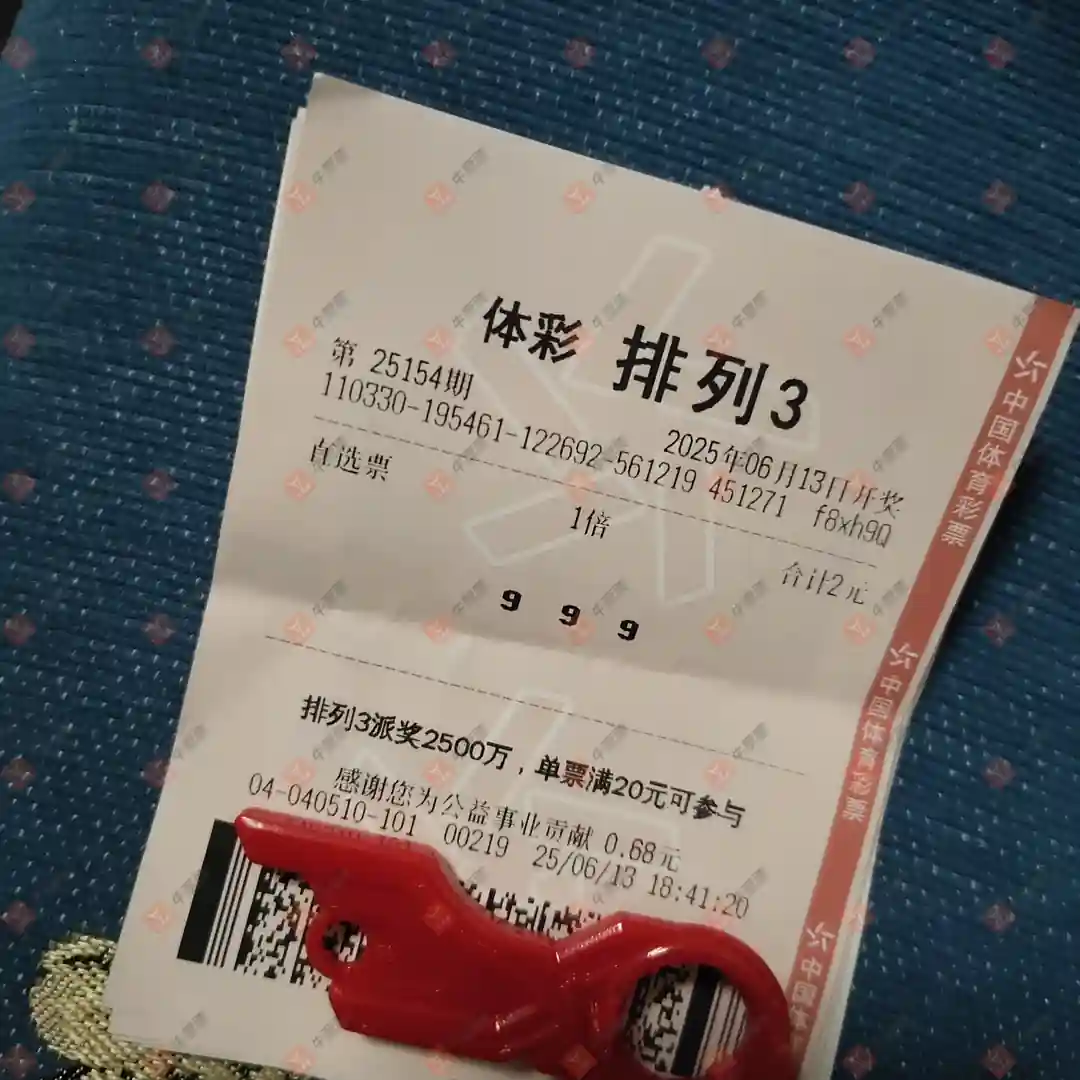 体彩 排列3
第 25154期 2025年06月13日开奖
110330-195461-122692-561219 451271 f8xh9Q
直选票 1倍 合计2元
9 9 9
排列3派奖2500万，单票满20元可参与
感谢您为公益事业贡献 0.68元
04-040510-101 00219 25/06/13 18:41:20
中国体育彩票
中国体育彩票
中国体